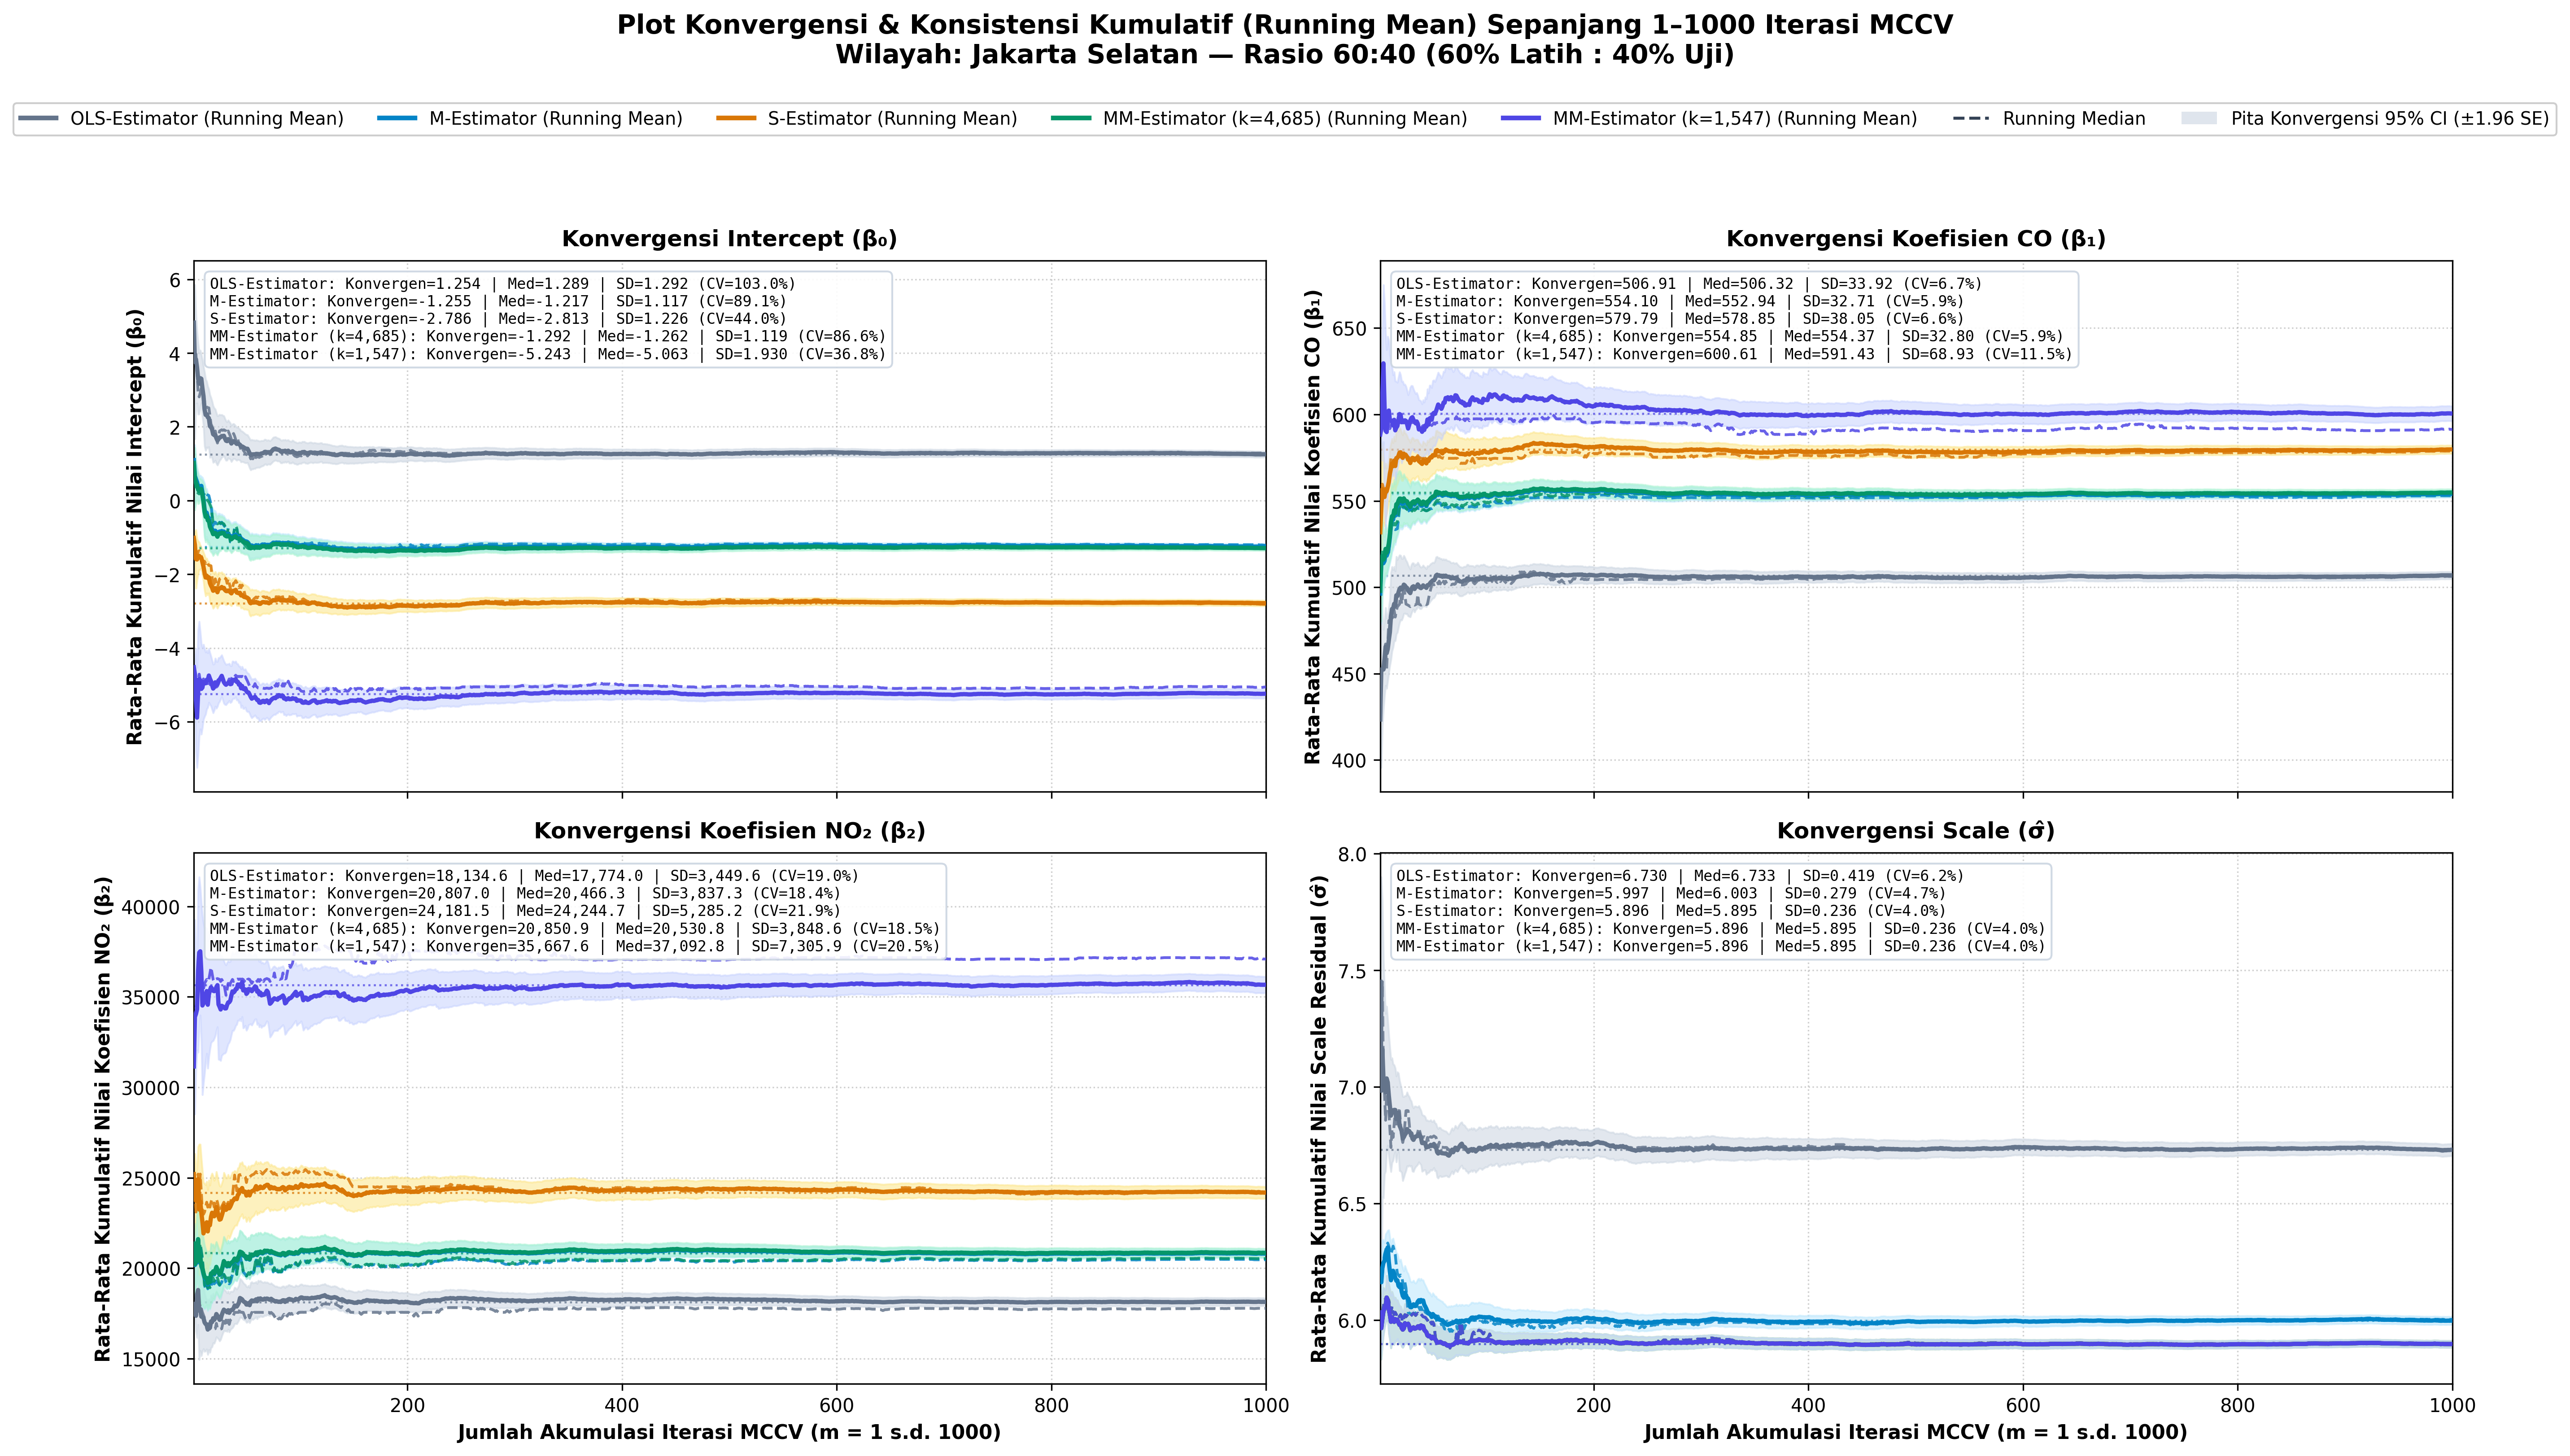 Plot Konvergensi & Konsistensi Kumulatif (Running Mean) Sepanjang 1–1000 Iterasi MCCV
Wilayah: Jakarta Selatan — Rasio 60:40 (60% Latih : 40% Uji)
OLS-Estimator (Running Mean) M-Estimator (Running Mean) S-Estimator (Running Mean) MM-Estimator (k=4,685) (Running Mean) MM-Estimator (k=1,547) (Running Mean) Running Median Pita Konvergensi 95% CI (±1.96 SE)
Konvergensi Intercept (β₀)
OLS-Estimator: Konvergen=1.254 | Med=1.289 | SD=1.292 (CV=103.0%)
M-Estimator: Konvergen=-1.255 | Med=-1.217 | SD=1.117 (CV=89.1%)
S-Estimator: Konvergen=-2.786 | Med=-2.813 | SD=1.226 (CV=44.0%)
MM-Estimator (k=4,685): Konvergen=-1.292 | Med=-1.262 | SD=1.119 (CV=86.6%)
MM-Estimator (k=1,547): Konvergen=-5.243 | Med=-5.063 | SD=1.930 (CV=36.8%)
Rata-Rata Kumulatif Nilai Intercept (β₀)
6
4
2
0
−2
−4
−6
Konvergensi Koefisien CO (β₁)
OLS-Estimator: Konvergen=506.91 | Med=506.32 | SD=33.92 (CV=6.7%)
M-Estimator: Konvergen=554.10 | Med=552.94 | SD=32.71 (CV=5.9%)
S-Estimator: Konvergen=579.79 | Med=578.85 | SD=38.05 (CV=6.6%)
MM-Estimator (k=4,685): Konvergen=554.85 | Med=554.37 | SD=32.80 (CV=5.9%)
MM-Estimator (k=1,547): Konvergen=600.61 | Med=591.43 | SD=68.93 (CV=11.5%)
Rata-Rata Kumulatif Nilai Koefisien CO (β₁)
650
600
550
500
450
400
Konvergensi Koefisien NO₂ (β₂)
OLS-Estimator: Konvergen=18,134.6 | Med=17,774.0 | SD=3,449.6 (CV=19.0%)
M-Estimator: Konvergen=20,807.0 | Med=20,466.3 | SD=3,837.3 (CV=18.4%)
S-Estimator: Konvergen=24,181.5 | Med=24,244.7 | SD=5,285.2 (CV=21.9%)
MM-Estimator (k=4,685): Konvergen=20,850.9 | Med=20,530.8 | SD=3,848.6 (CV=18.5%)
MM-Estimator (k=1,547): Konvergen=35,667.6 | Med=37,092.8 | SD=7,305.9 (CV=20.5%)
Rata-Rata Kumulatif Nilai Koefisien NO₂ (β₂)
40000
35000
30000
25000
20000
15000
200 400 600 800 1000
Jumlah Akumulasi Iterasi MCCV (m = 1 s.d. 1000)
Konvergensi Scale (σ̂)
OLS-Estimator: Konvergen=6.730 | Med=6.733 | SD=0.419 (CV=6.2%)
M-Estimator: Konvergen=5.997 | Med=6.003 | SD=0.279 (CV=4.7%)
S-Estimator: Konvergen=5.896 | Med=5.895 | SD=0.236 (CV=4.0%)
MM-Estimator (k=4,685): Konvergen=5.896 | Med=5.895 | SD=0.236 (CV=4.0%)
MM-Estimator (k=1,547): Konvergen=5.896 | Med=5.895 | SD=0.236 (CV=4.0%)
Rata-Rata Kumulatif Nilai Scale Residual (σ̂)
8.0
7.5
7.0
6.5
6.0
200 400 600 800 1000
Jumlah Akumulasi Iterasi MCCV (m = 1 s.d. 1000)